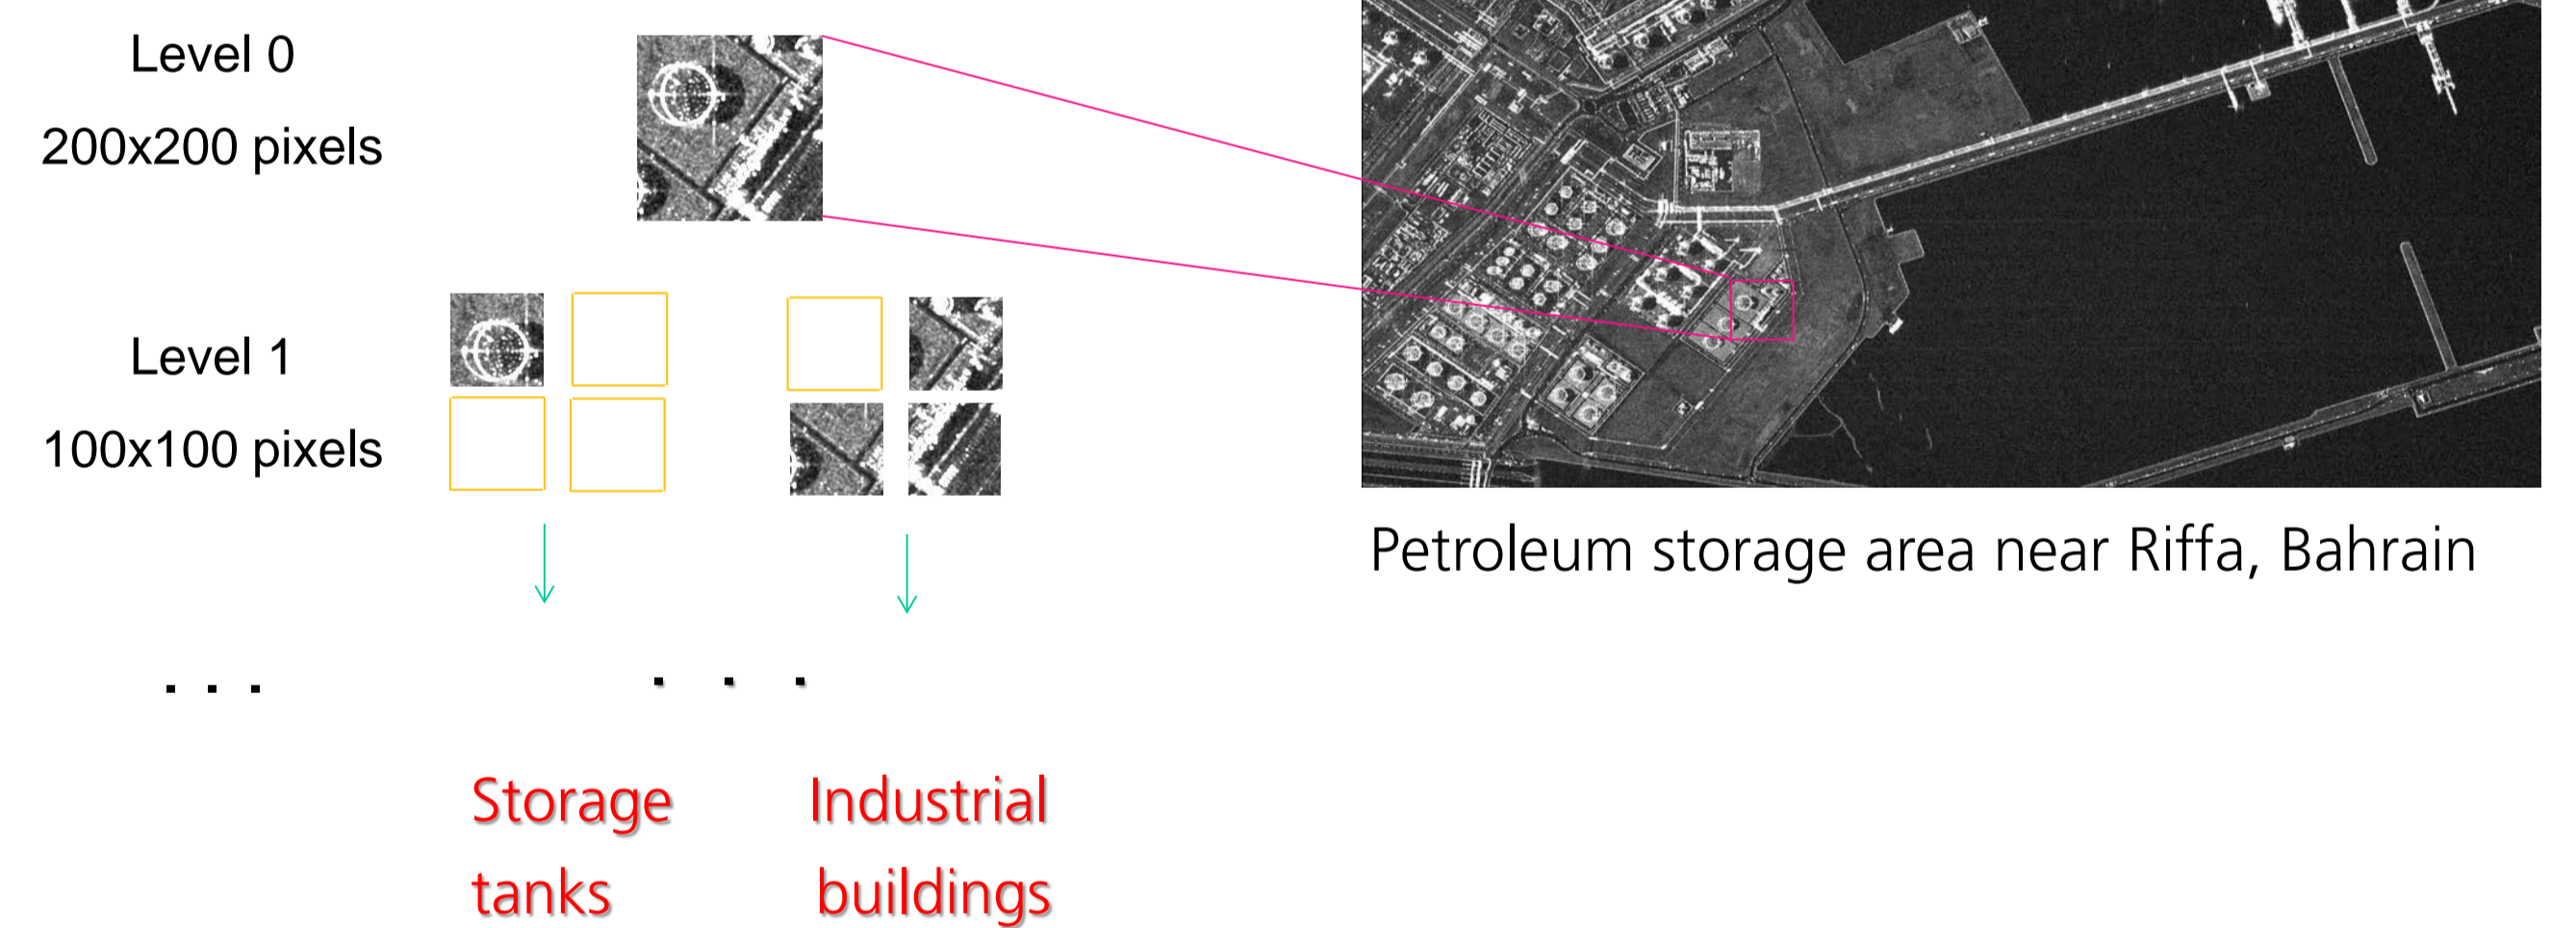 Level 0
200x200 pixels
Level 1
100x100 pixels
Petroleum storage area near Riffa, Bahrain
. . .
. . .
Storage
tanks
Industrial
buildings